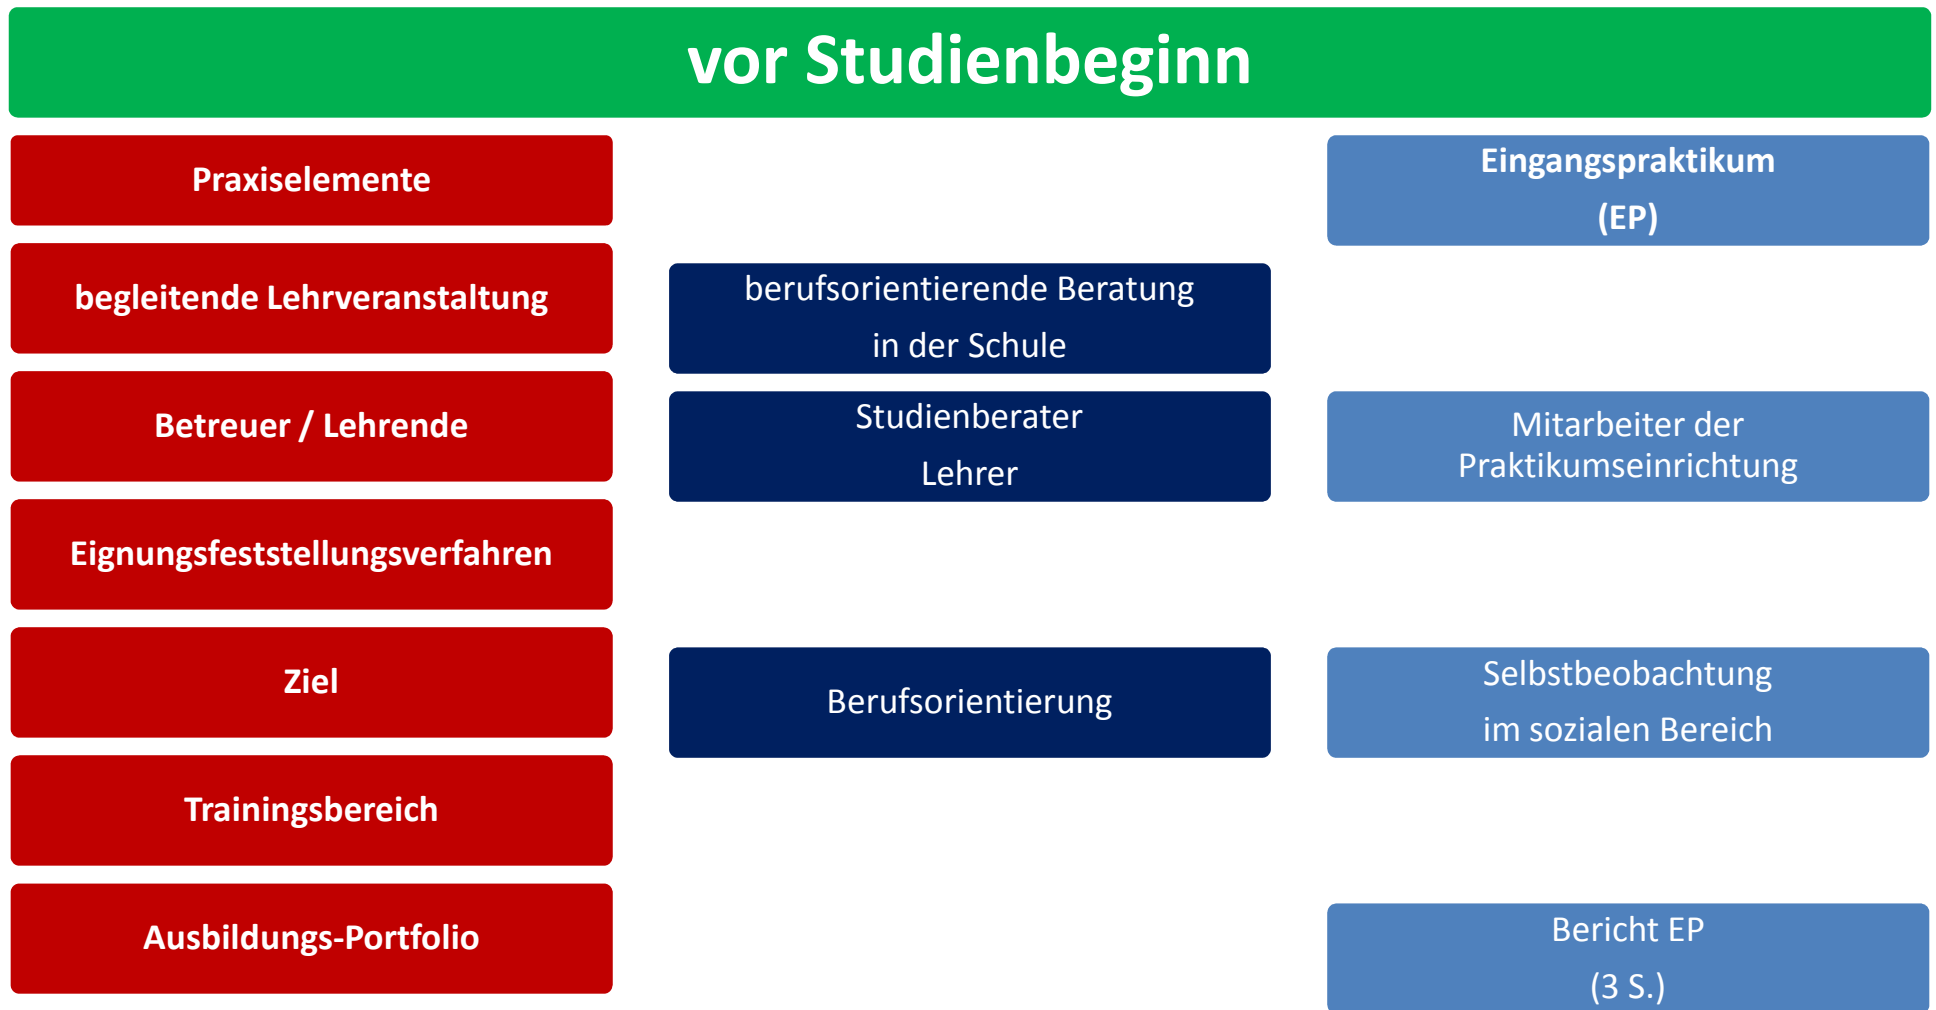 vor Studienbeginn
Praxiselemente
Eingangspraktikum
(EP)
begleitende Lehrveranstaltung
berufsorientierende Beratung
in der Schule
Betreuer / Lehrende
Studienberater
Lehrer
Mitarbeiter der
Praktikumseinrichtung
Eignungsfeststellungsverfahren
Ziel
Berufsorientierung
Selbstbeobachtung
im sozialen Bereich
Trainingsbereich
Ausbildungs-Portfolio
Bericht EP
(3 S.)